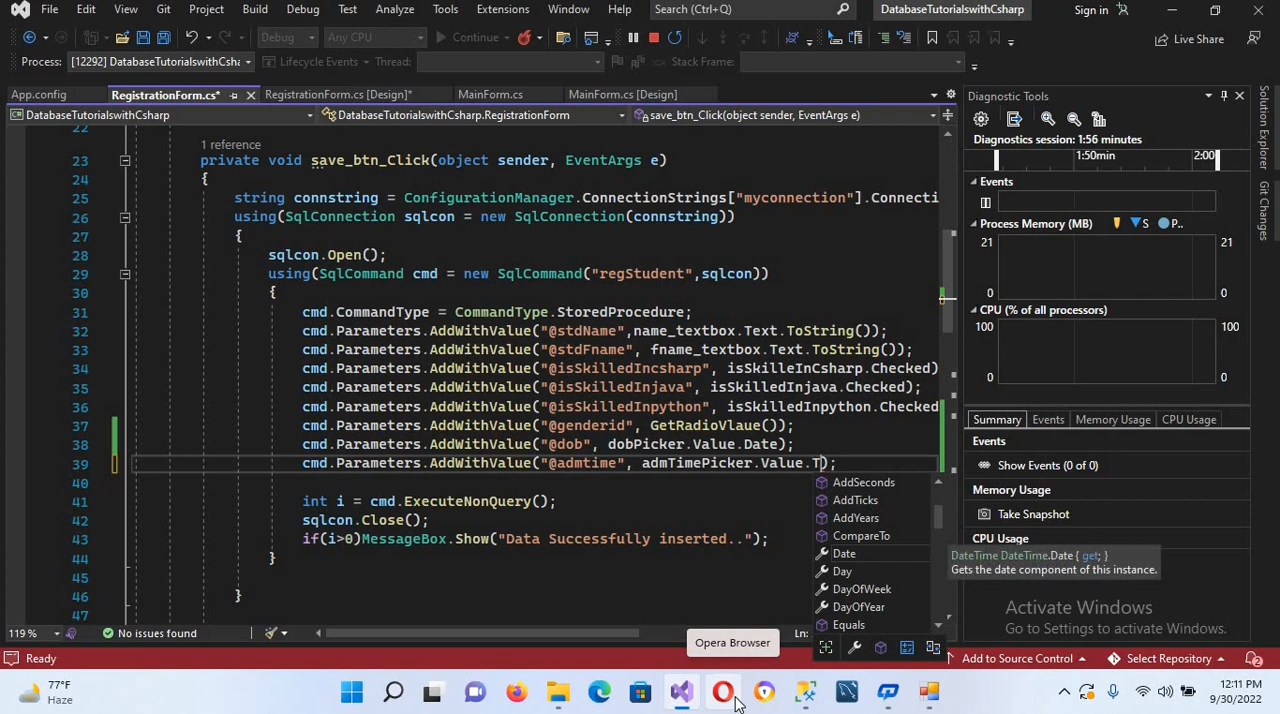 File Edit View Git Project Build Debug Test Analyze Tools Extensions Window Help Search (Ctrl+Q) DatabaseTutorialswithCsharp Sign in
Debug Any CPU Continue Live Share
Process: [12292] DatabaseTutorialswithCsha Lifecycle Events Thread: Stack Frame:
App.config RegistrationForm.cs* RegistrationForm.cs [Design]* MainForm.cs MainForm.cs [Design]
DatabaseTutorialswithCsharp DatabaseTutorialswithCsharp.RegistrationForm save_btn_Click(object sender, EventArgs e)
22
1 reference
23 private void save_btn_Click(object sender, EventArgs e)
24 {
25 string connstring = ConfigurationManager.ConnectionStrings["myconnection"].Connectio
26 using(SqlConnection sqlcon = new SqlConnection(connstring))
27 {
28 sqlcon.Open();
29 using(SqlCommand cmd = new SqlCommand("regStudent",sqlcon))
30 {
31 cmd.CommandType = CommandType.StoredProcedure;
32 cmd.Parameters.AddWithValue("@stdName",name_textbox.Text.ToString());
33 cmd.Parameters.AddWithValue("@stdFname", fname_textbox.Text.ToString());
34 cmd.Parameters.AddWithValue("@isSkilledIncsharp", isSkilleInCSharp.Checked)
35 cmd.Parameters.AddWithValue("@isSkilledInjava", isSkilledInjava.Checked);
36 cmd.Parameters.AddWithValue("@isSkilledInpython", isSkilledInpython.Checked
37 cmd.Parameters.AddWithValue("@genderid", GetRadioVlaue());
38 cmd.Parameters.AddWithValue("@dob", dobPicker.Value.Date);
39 cmd.Parameters.AddWithValue("@admtime", admTimePicker.Value.T);
40
41 int i = cmd.ExecuteNonQuery();
42 sqlcon.Close();
43 if(i>0)MessageBox.Show("Data Successfully inserted..");
44 }
45
46 }
47
AddSeconds
AddTicks
AddYears
CompareTo
Date
Day
DayOfWeek
DayOfYear
Equals
DateTime DateTime.Date { get; }
Gets the date component of this instance.
Diagnostic Tools
Diagnostics session: 1:56 minutes
1:50min 2:00
Events
Process Memory (MB) S P..
21 21
0 0
CPU (% of all processors)
100 100
0 0
Summary Events Memory Usage CPU Usage
Events
Show Events (0 of 0)
Memory Usage
Take Snapshot
CPU Usage
Activate Windows
Go to Settings to activate Windows.
Solution Explorer
Git Changes
119 % No issues found Ln:
Opera Browser
Ready Add to Source Control Select Repository 2
77°F
Haze
12:11 PM
9/30/2022